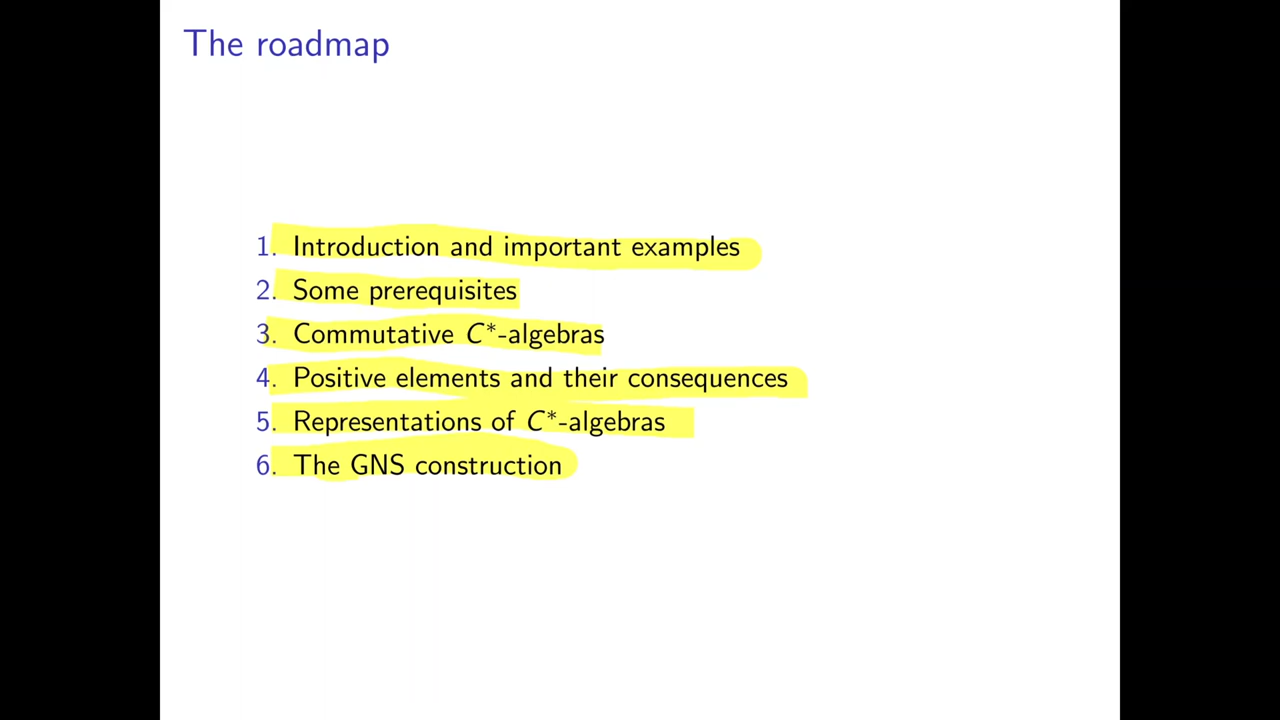 The roadmap
1. Introduction and important examples
2. Some prerequisites
3. Commutative C*-algebras
4. Positive elements and their consequences
5. Representations of C*-algebras
6. The GNS construction